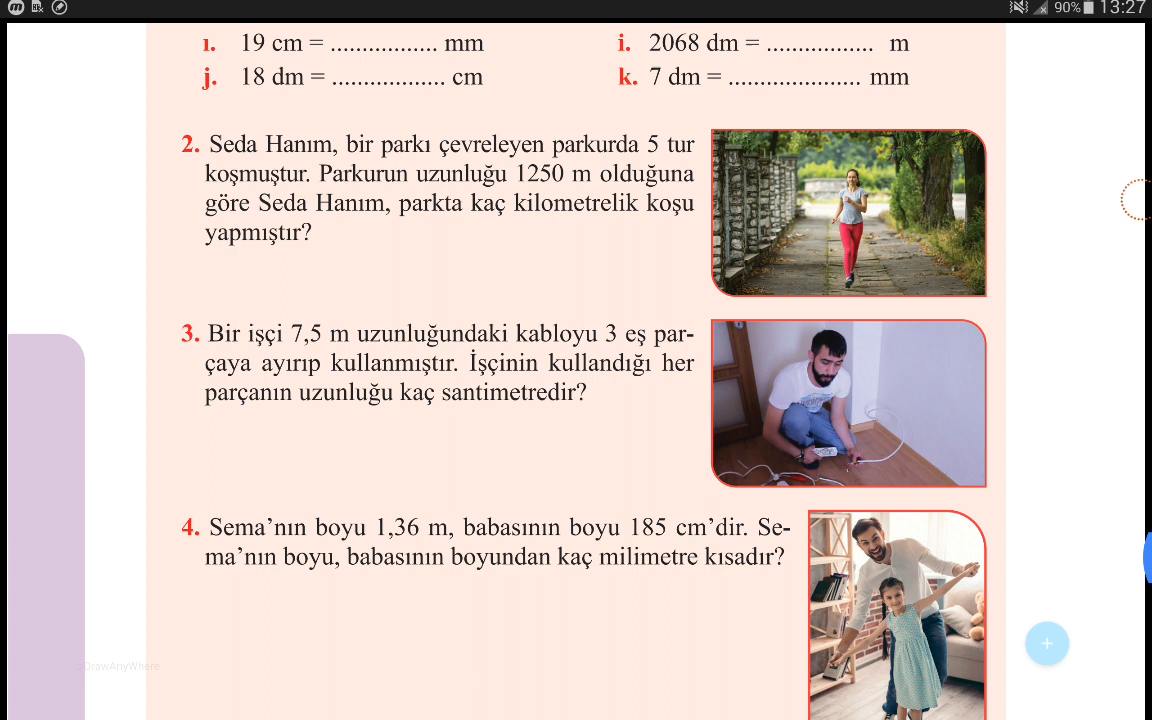 90% 13:27
ı. 19 cm = ................. mm
i. 2068 dm = ................. m
j. 18 dm = .................. cm
k. 7 dm = ..................... mm
2. Seda Hanım, bir parkı çevreleyen parkurda 5 tur
koşmuştur. Parkurun uzunluğu 1250 m olduğuna
göre Seda Hanım, parkta kaç kilometrelik koşu
yapmıştır?
3. Bir işçi 7,5 m uzunluğundaki kabloyu 3 eş par-
çaya ayırıp kullanmıştır. İşçinin kullandığı her
parçanın uzunluğu kaç santimetredir?
4. Sema’nın boyu 1,36 m, babasının boyu 185 cm’dir. Se-
ma’nın boyu, babasının boyundan kaç milimetre kısadır?
DrawAnyWhere